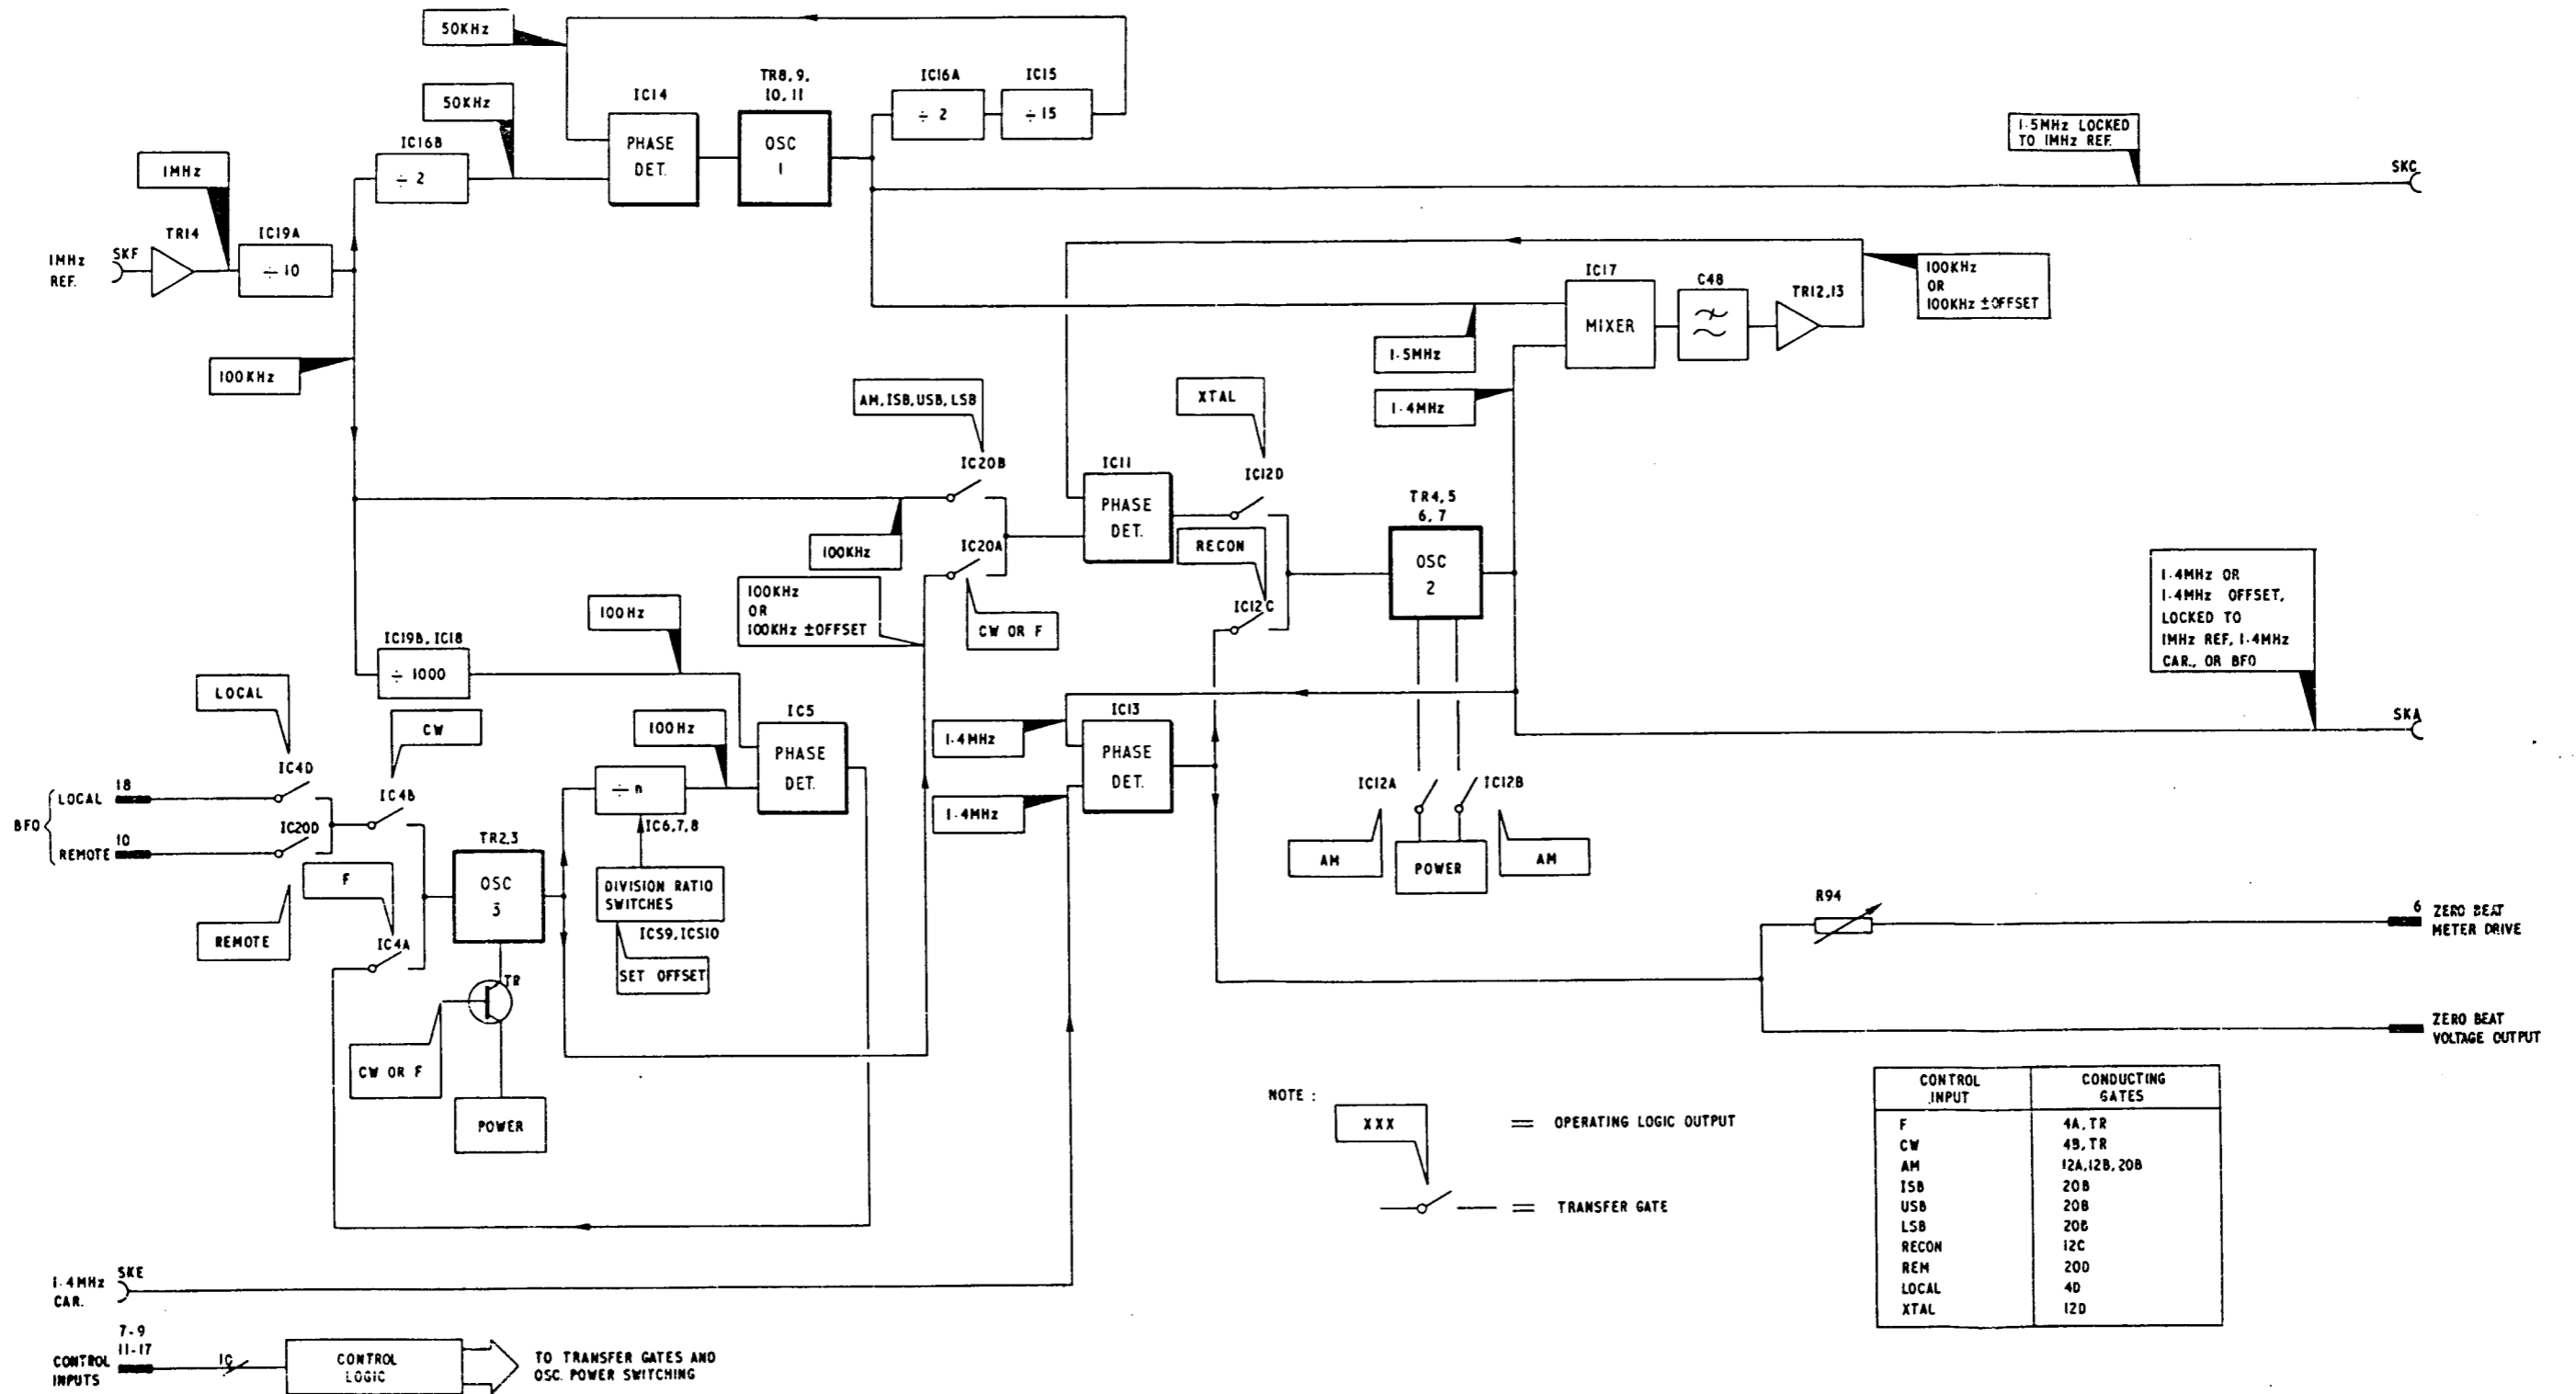 50KHz
50KHz
IC14
TR8,9,
10,11
IC16A
IC15
PHASE
DET.
OSC
1
÷ 2
÷15
1·5MHz LOCKED
TO 1MHz REF.
SKC
1MHz
IC16B
÷ 2
1MHz
REF.
SKF
TR14
IC19A
÷10
100KHz
IC17
MIXER
C48
TR12,13
100KHz
OR
100KHz ±OFFSET
1·5MHz
1·4MHz
AM,ISB,USB,LSB
XTAL
IC20B
IC11
PHASE
DET.
IC12D
100KHz
IC20A
RECON
IC12C
TR4,5
6,7
OSC
2
100KHz
OR
100KHz ±OFFSET
CW OR F
1·4MHz OR
1·4MHz OFFSET,
LOCKED TO
1MHz REF, 1·4MHz
CAR., OR BFO
SKA
100Hz
IC19B, IC18
÷ 1000
LOCAL
CW
100Hz
IC5
PHASE
DET.
1·4MHz
IC13
PHASE
DET.
1·4MHz
BFO
LOCAL
18
REMOTE
10
IC4D
IC20D
IC4B
÷ n
IC6,7,8
IC12A
IC12B
AM
POWER
AM
F
TR2,3
OSC
3
DIVISION RATIO
SWITCHES
ICS9,ICS10
SET OFFSET
REMOTE
IC4A
TR
CW OR F
POWER
R94
6
ZERO BEAT
METER DRIVE
ZERO BEAT
VOLTAGE OUTPUT
NOTE :
XXX
= OPERATING LOGIC OUTPUT
= TRANSFER GATE
CONTROL
INPUT
CONDUCTING
GATES
F 4A,TR
CW 4B,TR
AM 12A,12B,20B
ISB 20B
USB 20B
LSB 20B
RECON 12C
REM 20D
LOCAL 4D
XTAL 12D
1·4MHz
CAR.
SKE
7-9
11-17
CONTROL
INPUTS
CONTROL
LOGIC
TO TRANSFER GATES AND
OSC. POWER SWITCHING